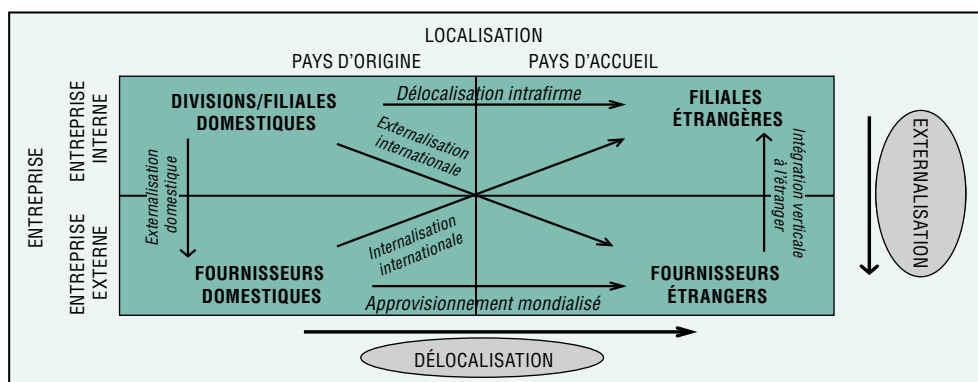 LOCALISATION
PAYS D'ORIGINE
PAYS D'ACCUEIL
ENTREPRISE
ENTREPRISE
INTERNE
DIVISIONS/FILIALES
DOMESTIQUES
Délocalisation intrafirme
FILIALES
ÉTRANGÈRES
Externalisation
domestique
Externalisation
internationale
Intégration verticale
à l'étranger
EXTERNALISATION
ENTREPRISE
EXTERNE
Internalisation
internationale
FOURNISSEURS
DOMESTIQUES
FOURNISSEURS
ÉTRANGERS
Approvisionnement mondialisé
DÉLOCALISATION